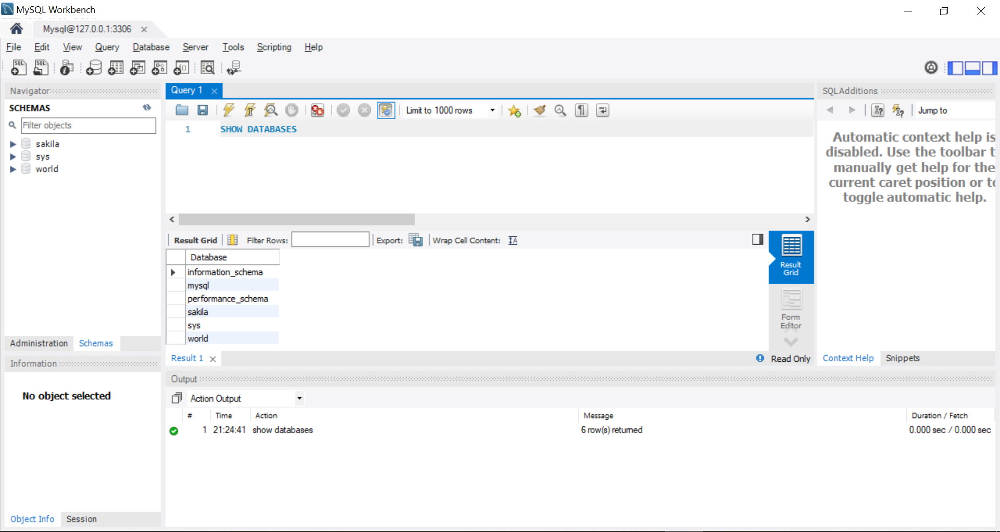 MySQL Workbench
Mysql@127.0.0.1:3306
File Edit View Query Database Server Tools Scripting Help
Navigator
SCHEMAS
Filter objects
sakila
sys
world
Administration Schemas
Information
No object selected
Object Info Session
Query 1
Limit to 1000 rows
1 SHOW DATABASES
Result Grid Filter Rows: Export: Wrap Cell Content:
Database
information_schema
mysql
performance_schema
sakila
sys
world
Result
Grid
Form
Editor
Result 1
Read Only
SQLAdditions
Jump to
Automatic context help is
disabled. Use the toolbar t
manually get help for the
current caret position or to
toggle automatic help.
Context Help Snippets
Output
Action Output
# Time Action Message Duration / Fetch
1 21:24:41 show databases 6 row(s) returned 0.000 sec / 0.000 sec